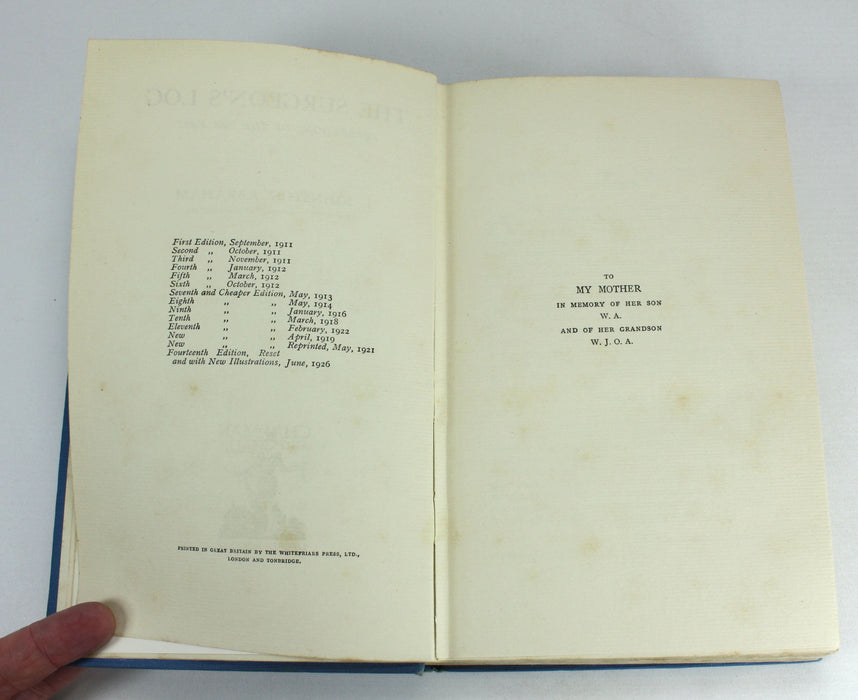 THE SURGEON'S LOG
ABRAHAM
First Edition, September, 1911
Second „ October, 1911
Third „ November, 1911
Fourth „ January, 1912
Fifth „ March, 1912
Sixth „ October, 1912
Seventh and Cheaper Edition, May, 1913
Eighth „ „ May, 1914
Ninth „ „ January, 1916
Tenth „ „ March, 1918
Eleventh „ „ February, 1922
New „ „ April, 1919
New „ „ Reprinted, May, 1921
Fourteenth Edition, Reset
and with New Illustrations, June, 1926
PRINTED IN GREAT BRITAIN BY THE WHITEFRIARS PRESS, LTD.,
LONDON AND TONBRIDGE.
TO
MY MOTHER
IN MEMORY OF HER SON
W. A.
AND OF HER GRANDSON
W. J. O. A.